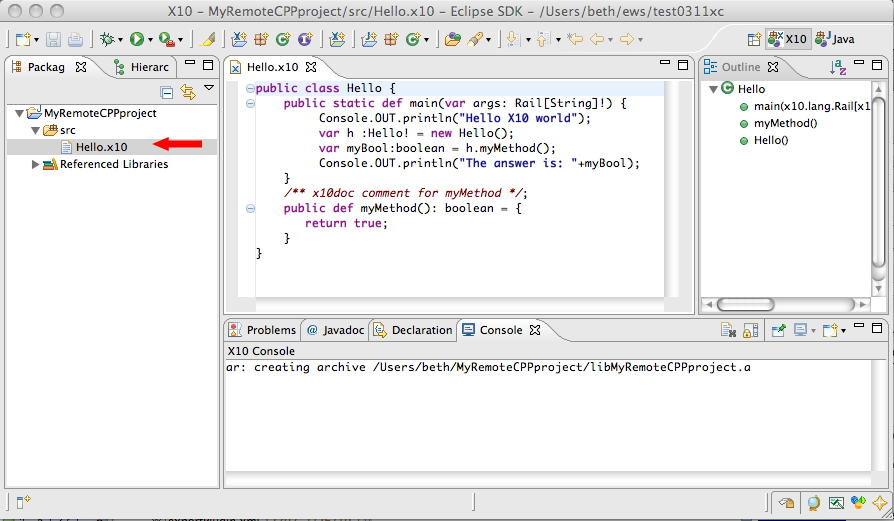 X10 – MyRemoteCPPproject/src/Hello.x10 – Eclipse SDK – /Users/beth/ews/test0311xc
X10
Java
Packag
Hierarc
MyRemoteCPPproject
src
Hello.x10
Referenced Libraries
Hello.x10
public class Hello {
public static def main(var args: Rail[String]!) {
Console.OUT.println("Hello X10 world");
var h :Hello! = new Hello();
var myBool:boolean = h.myMethod();
Console.OUT.println("The answer is: "+myBool);
}
/** x10doc comment for myMethod */;
public def myMethod(): boolean = {
return true;
}
}
Outline
Hello
main(x10.lang.Rail[x1
myMethod()
Hello()
Problems
Javadoc
Declaration
Console
X10 Console
ar: creating archive /Users/beth/MyRemoteCPPproject/libMyRemoteCPPproject.a